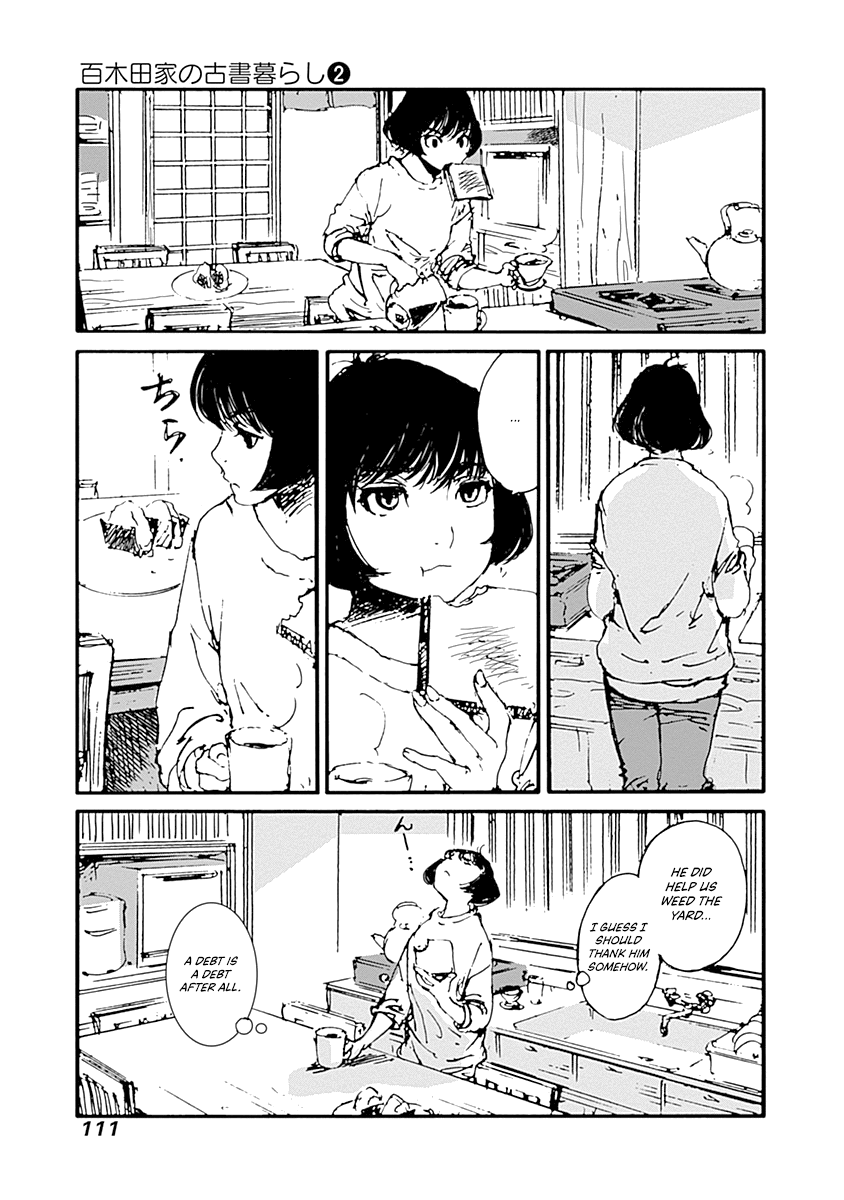 百木田家の古書暮らし❷
...
ちら
んー…
HE DID
HELP US
WEED THE
YARD...
I GUESS I
SHOULD
THANK HIM
SOMEHOW.
A DEBT IS
A DEBT
AFTER ALL.
111